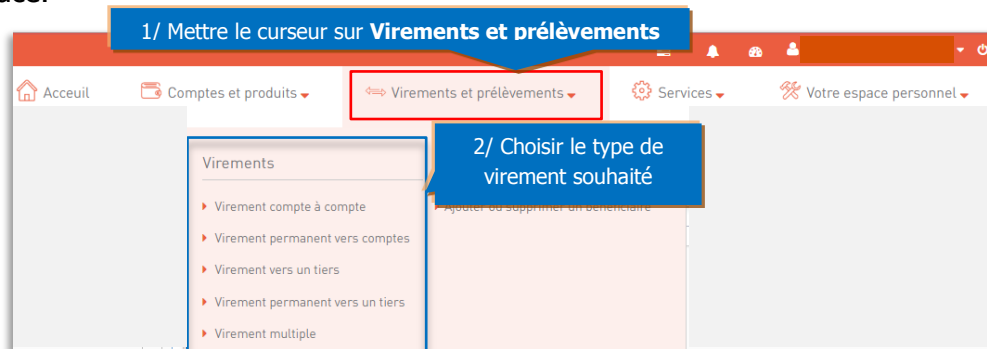 1/ Mettre le curseur sur Virements et prélèvements
Acceuil
Comptes et produits
Virements et prélèvements
Services
Votre espace personnel
2/ Choisir le type de
virement souhaité
Virements
Virement compte à compte
Ajouter ou supprimer un bénéficiaire
Virement permanent vers comptes
Virement vers un tiers
Virement permanent vers un tiers
Virement multiple